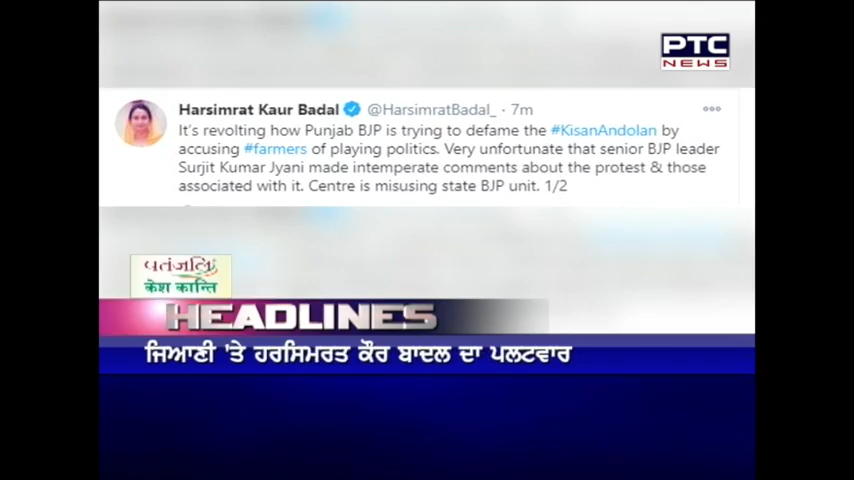 PTC
NEWS
Harsimrat Kaur Badal @HarsimratBadal_ · 7m
It's revolting how Punjab BJP is trying to defame the #KisanAndolan by
accusing #farmers of playing politics. Very unfortunate that senior BJP leader
Surjit Kumar Jyani made intemperate comments about the protest & those
associated with it. Centre is misusing state BJP unit. 1/2
पतंजलि
केश कान्ति
HEADLINES
ਜਿਆਣੀ 'ਤੇ ਹਰਸਿਮਰਤ ਕੌਰ ਬਾਦਲ ਦਾ ਪਲਟਵਾਰ